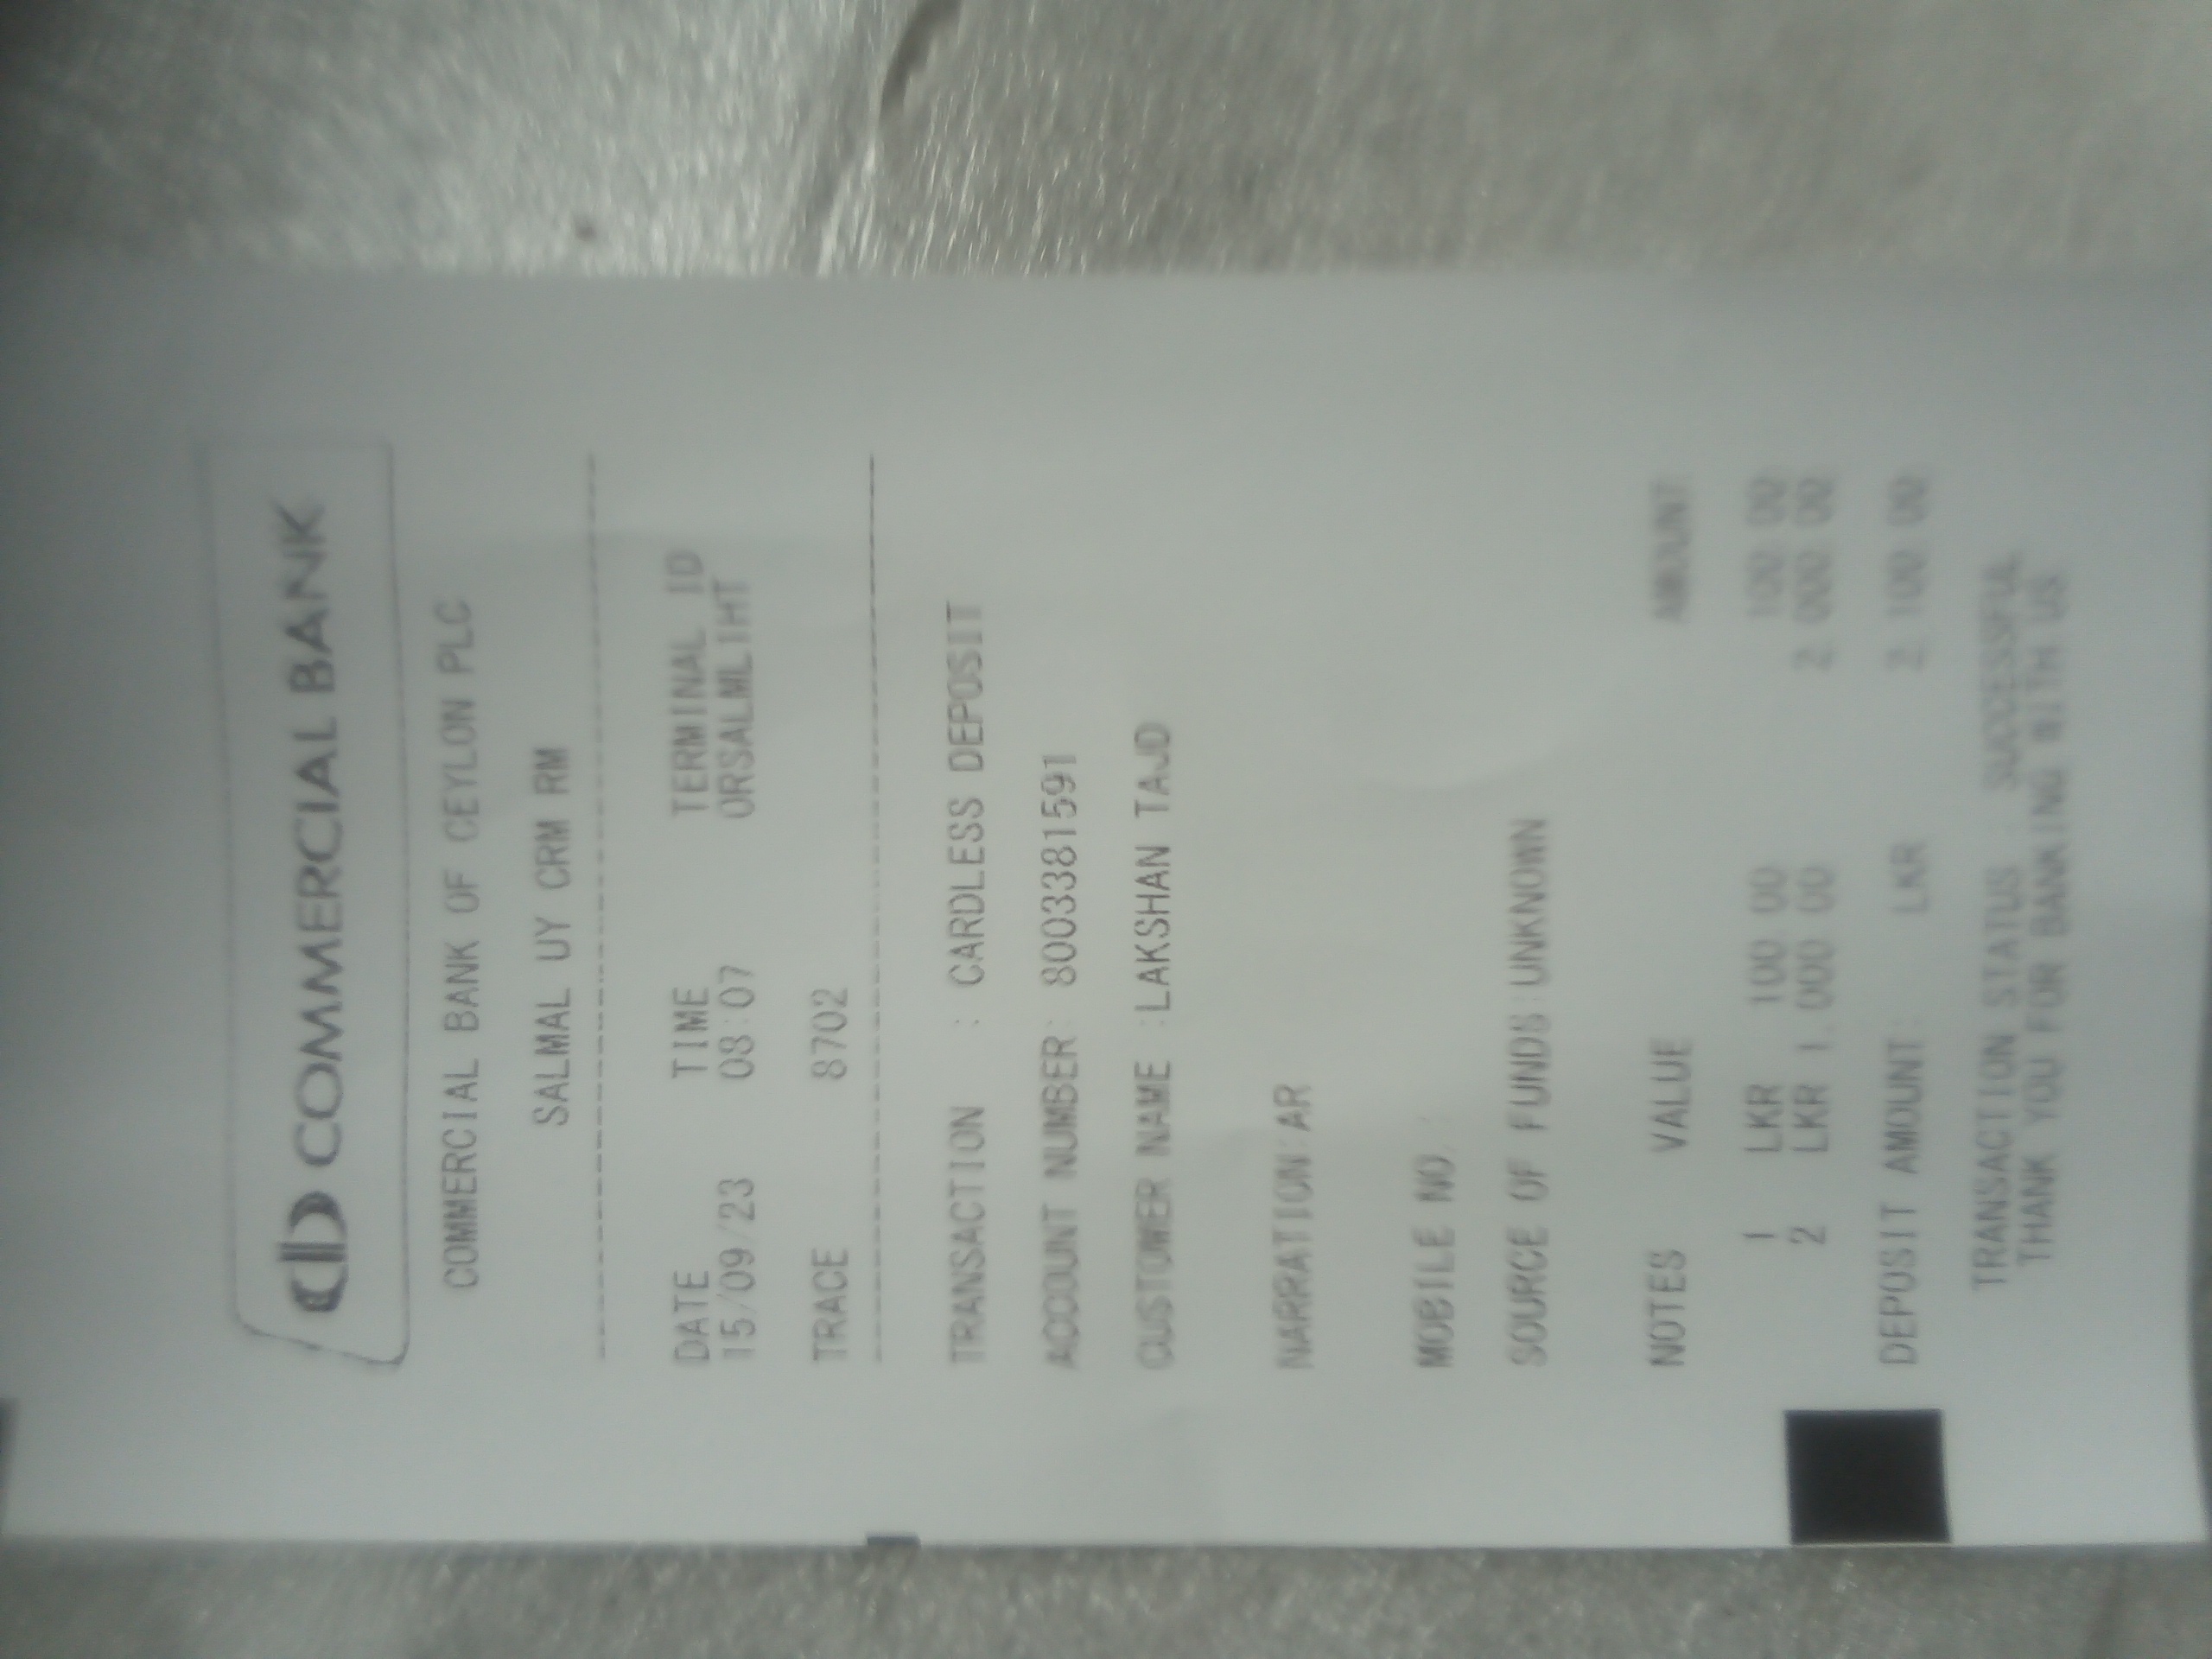 COMMERCIAL BANK
COMMERCIAL BANK OF CEYLON PLC
SALMAL UY CRM RM
DATE TIME TERMINAL ID
15/09/23 08:07 ORSALML1HT
TRACE 8702
TRANSACTION : CARDLESS DEPOSIT
ACCOUNT NUMBER: 8003381591
CUSTOMER NAME :LAKSHAN TAJD
NARRATION:AR
MOBILE NO.:
SOURCE OF FUNDS:UNKNOWN
NOTES VALUE AMOUNT
1 LKR 100.00 100.00
2 LKR 1,000.00 2,000.00
DEPOSIT AMOUNT: LKR 2,100.00
TRANSACTION STATUS : SUCCESSFUL
THANK YOU FOR BANKING WITH US